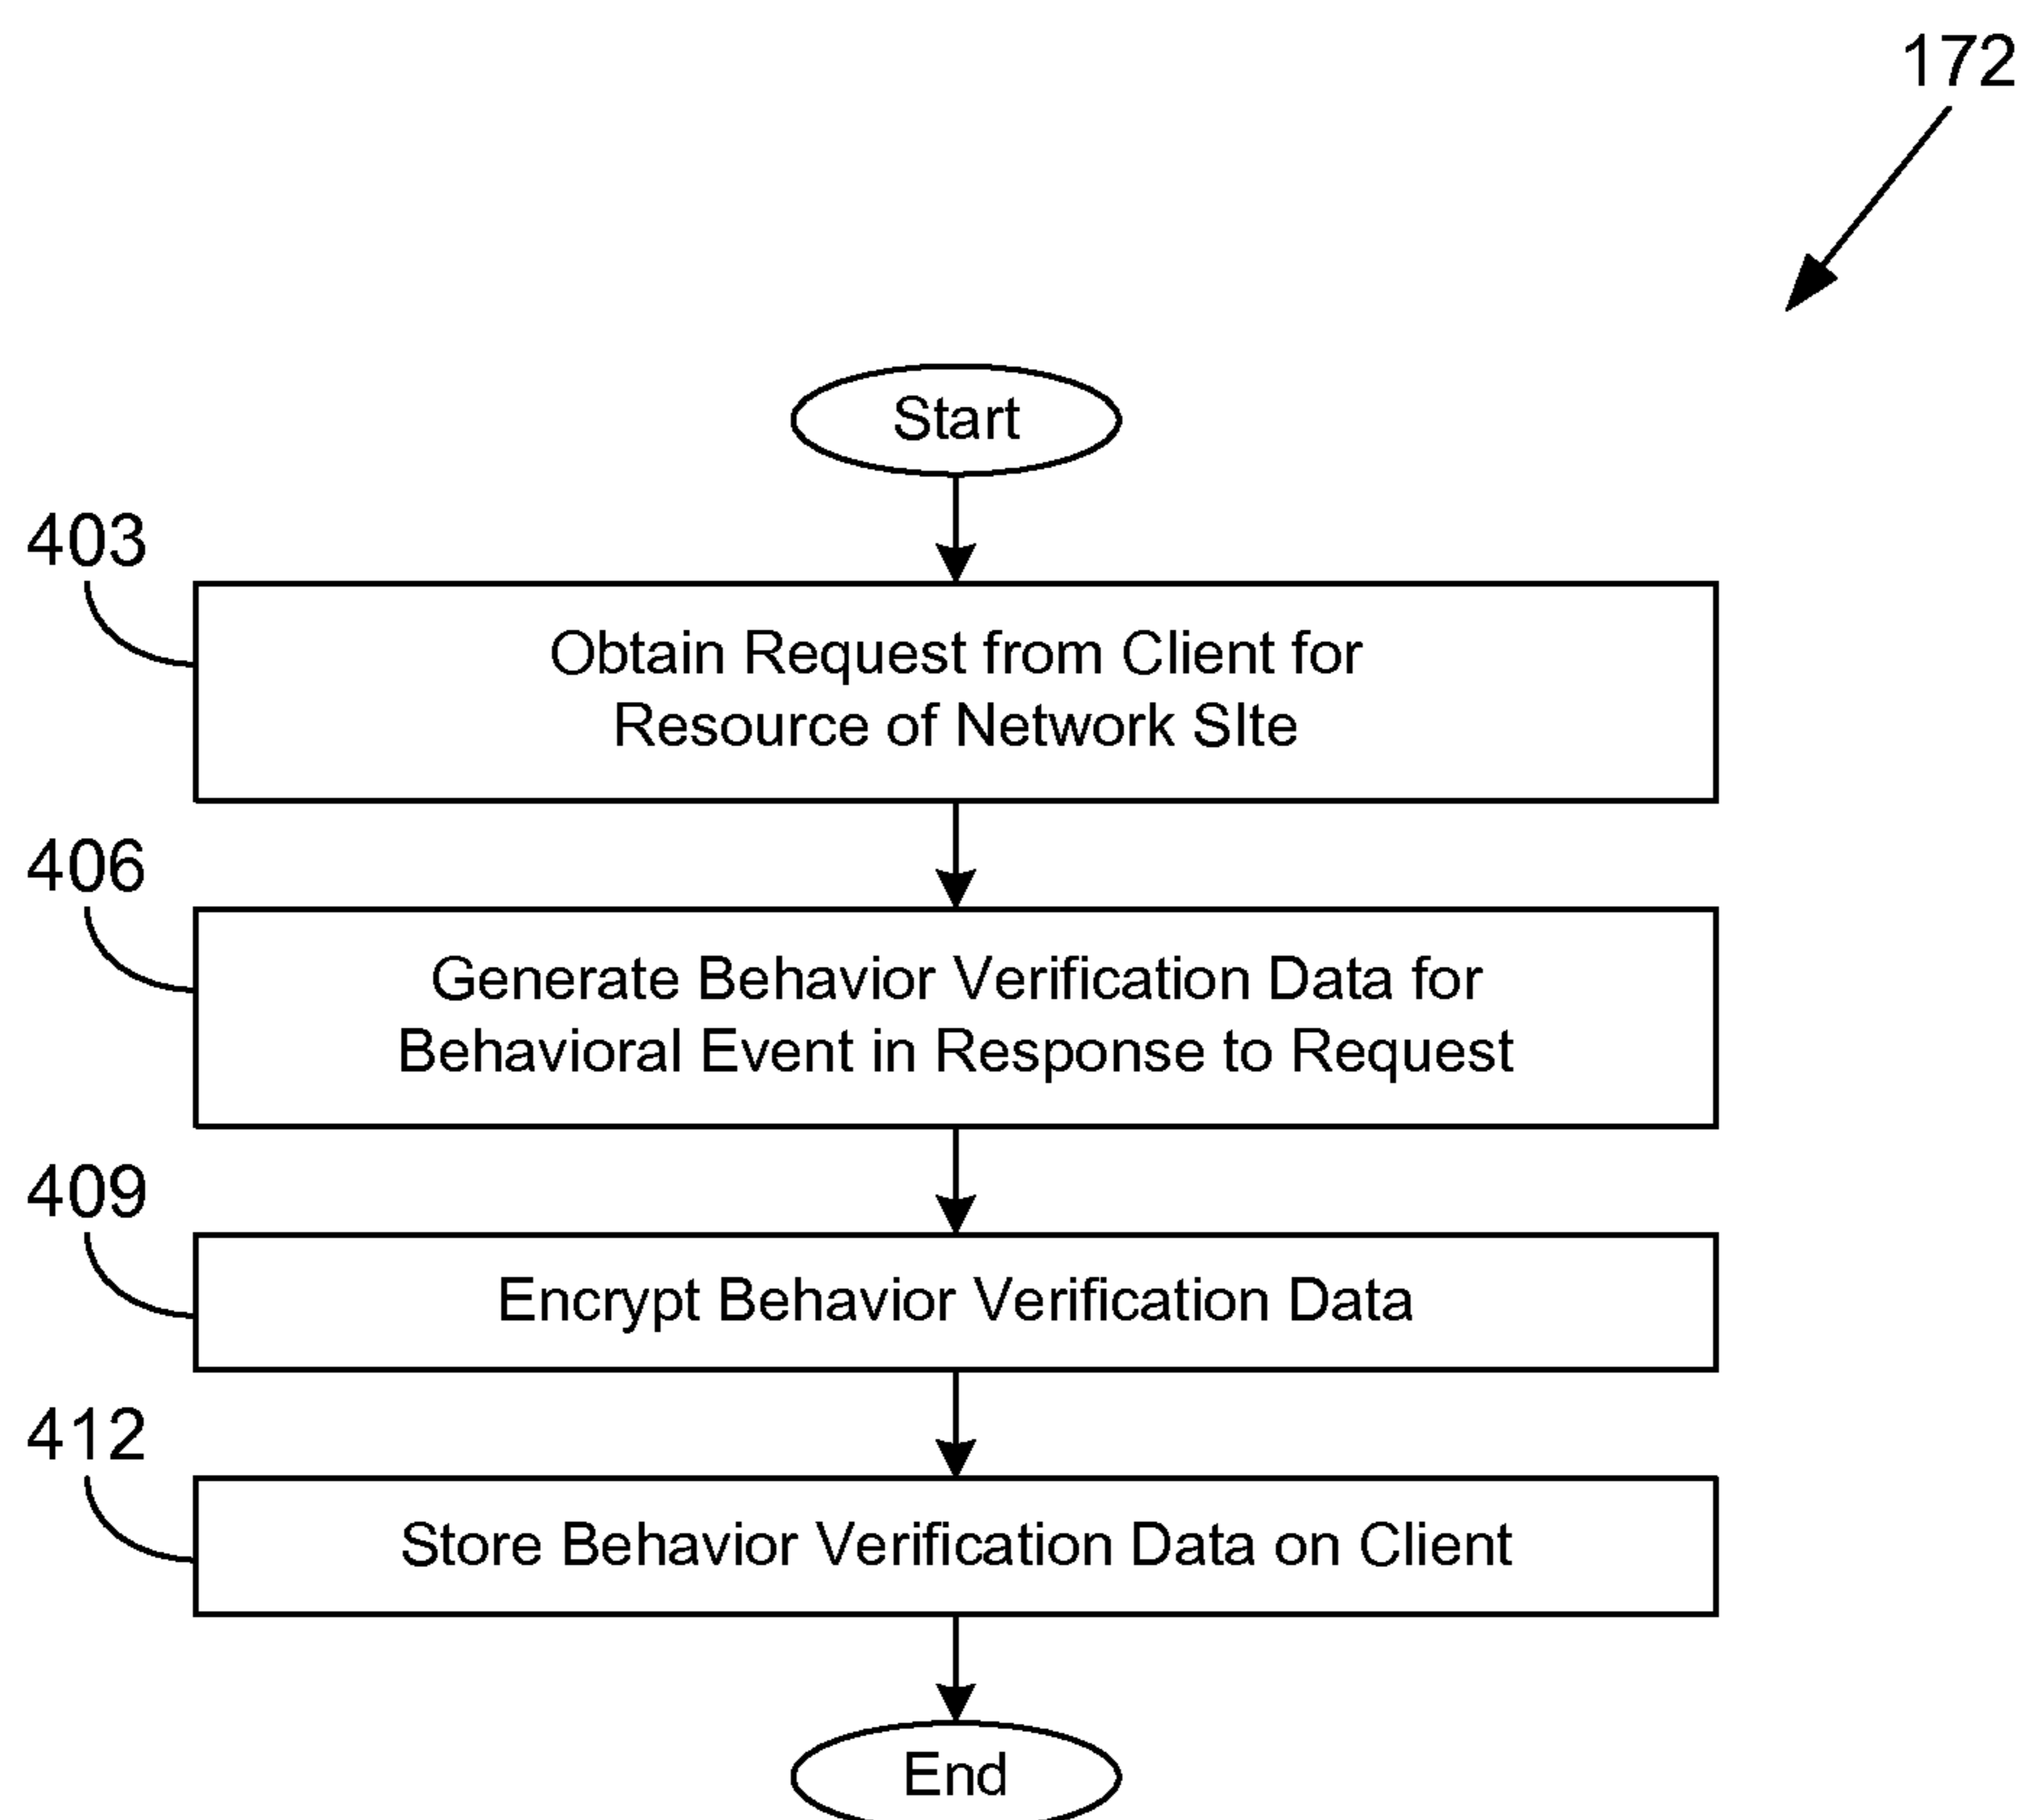 172
Start
403
Obtain Request from Client for
Resource of Network SIte
406
Generate Behavior Verification Data for
Behavioral Event in Response to Request
409
Encrypt Behavior Verification Data
412
Store Behavior Verification Data on Client
End